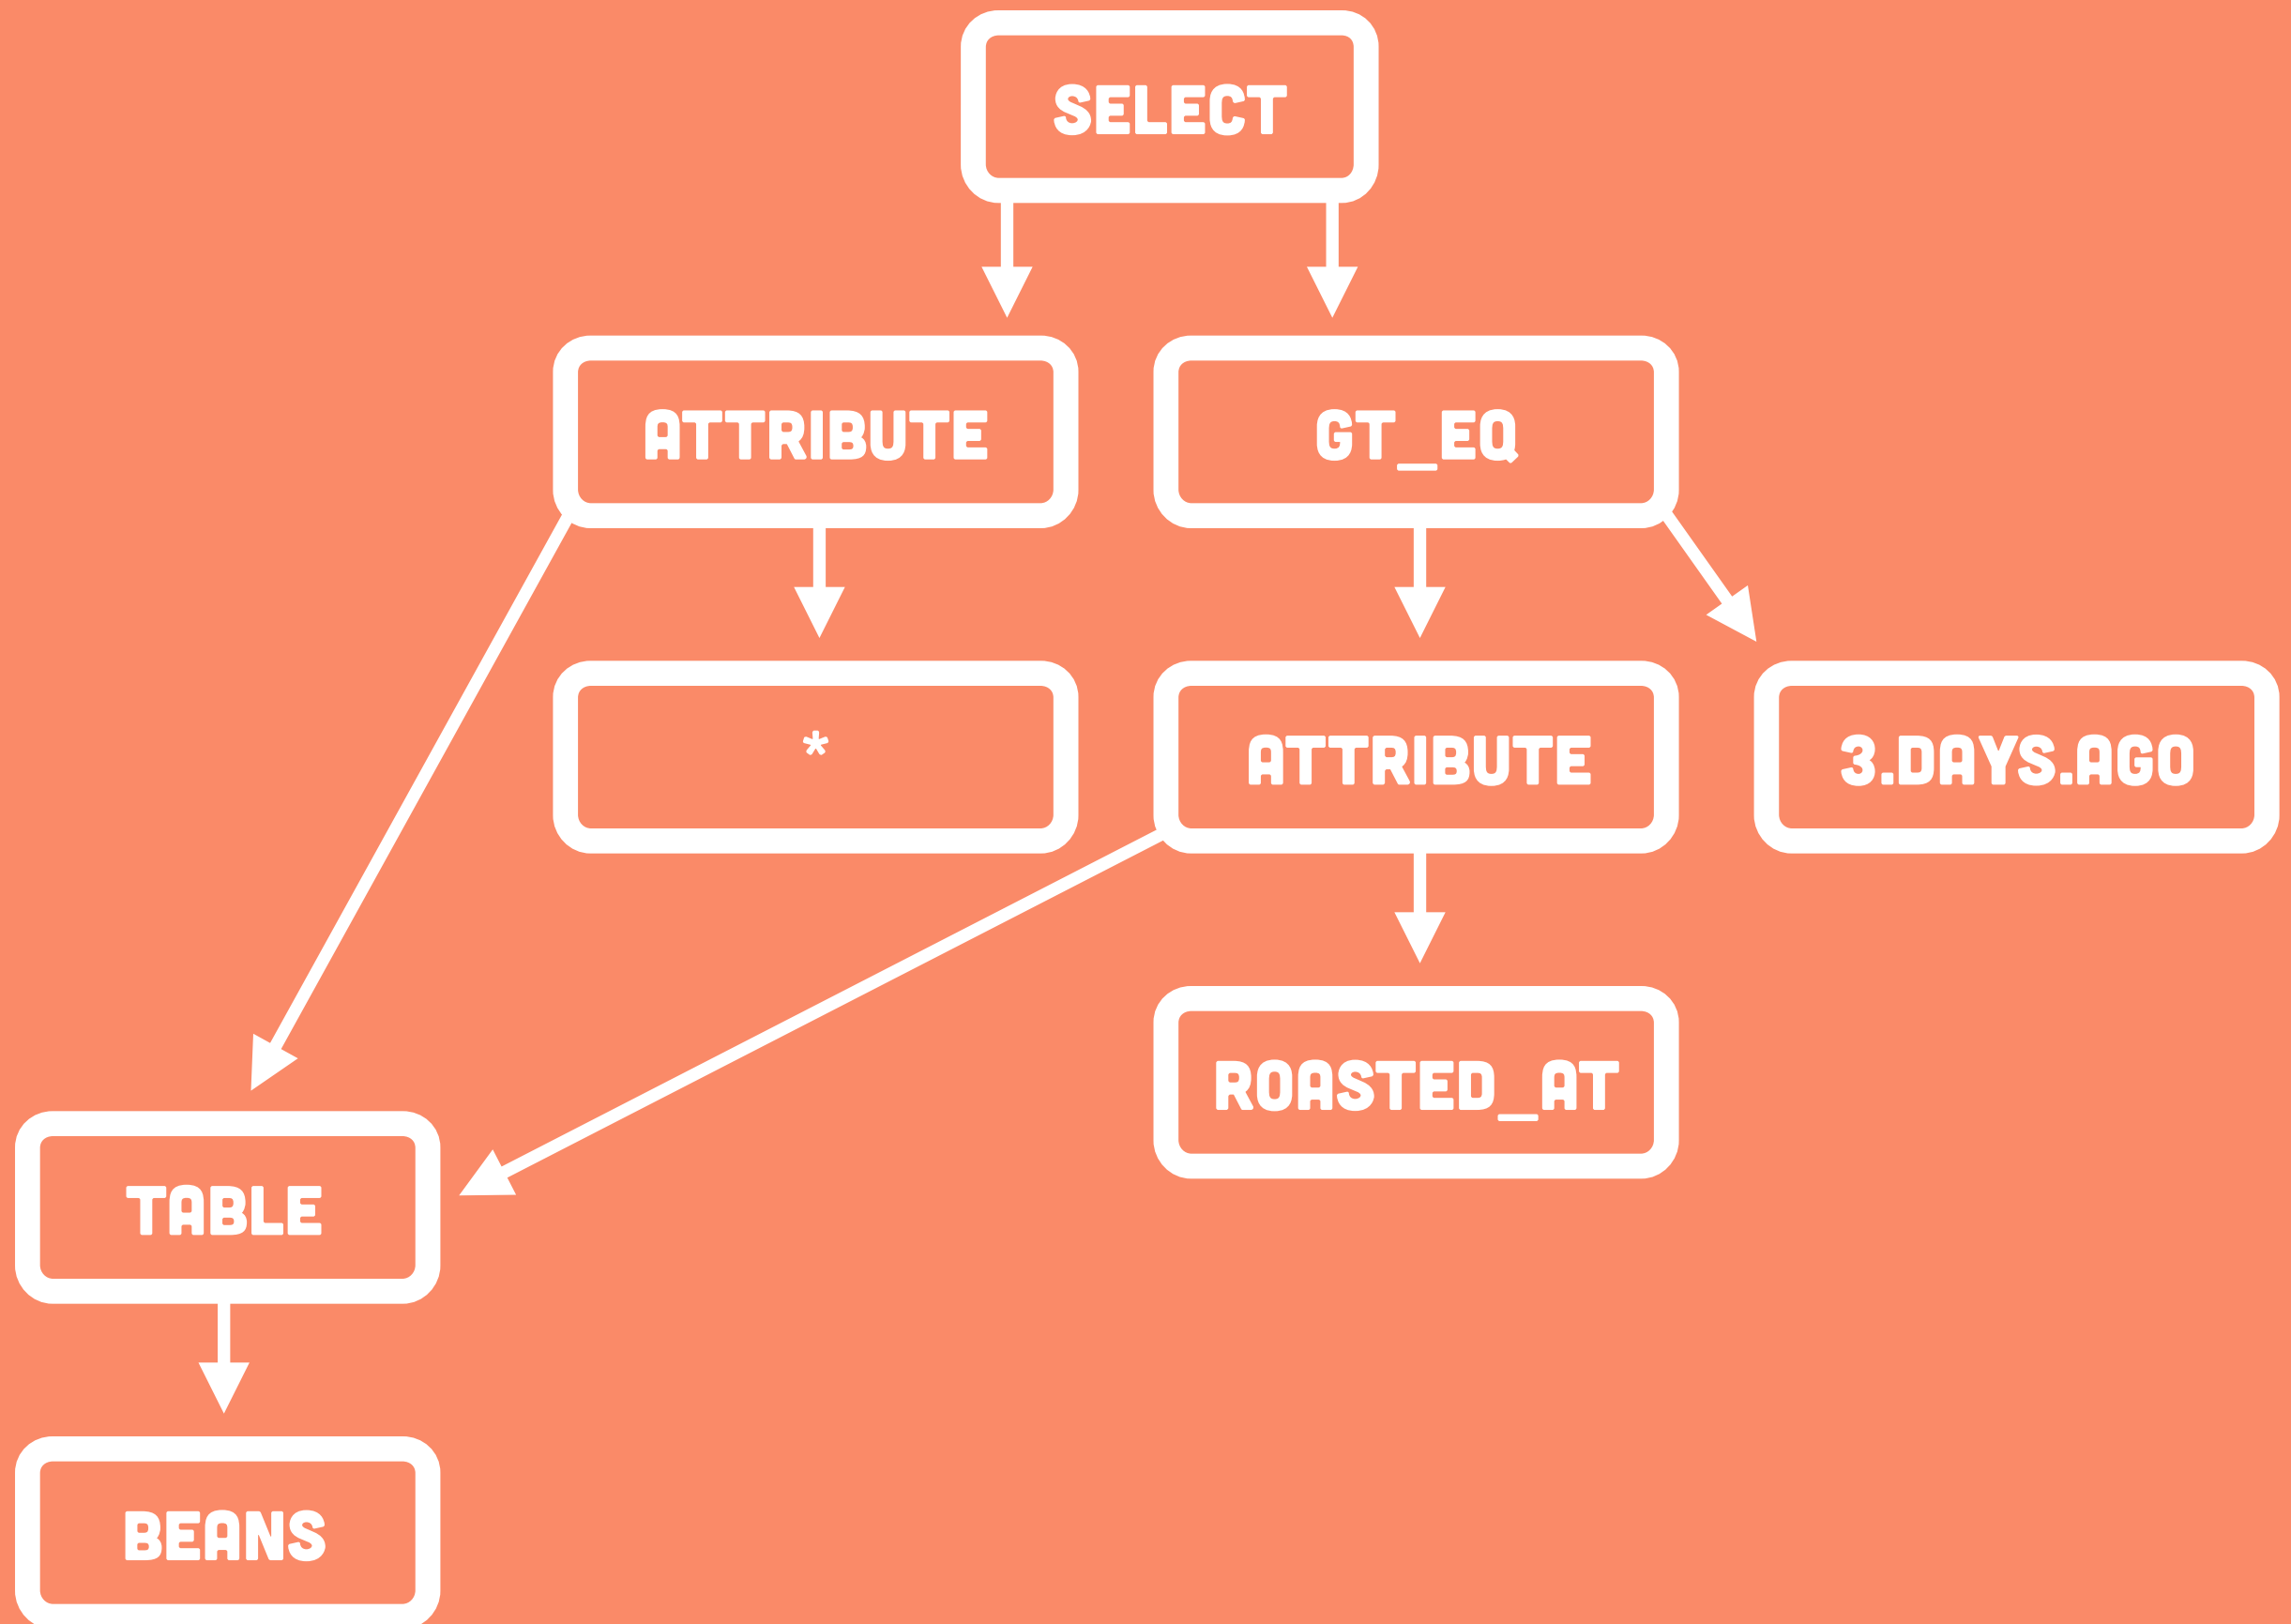 SELECT
ATTRIBUTE
GT_EQ
*
ATTRIBUTE
3.DAYS.AGO
ROASTED_AT
TABLE
BEANS